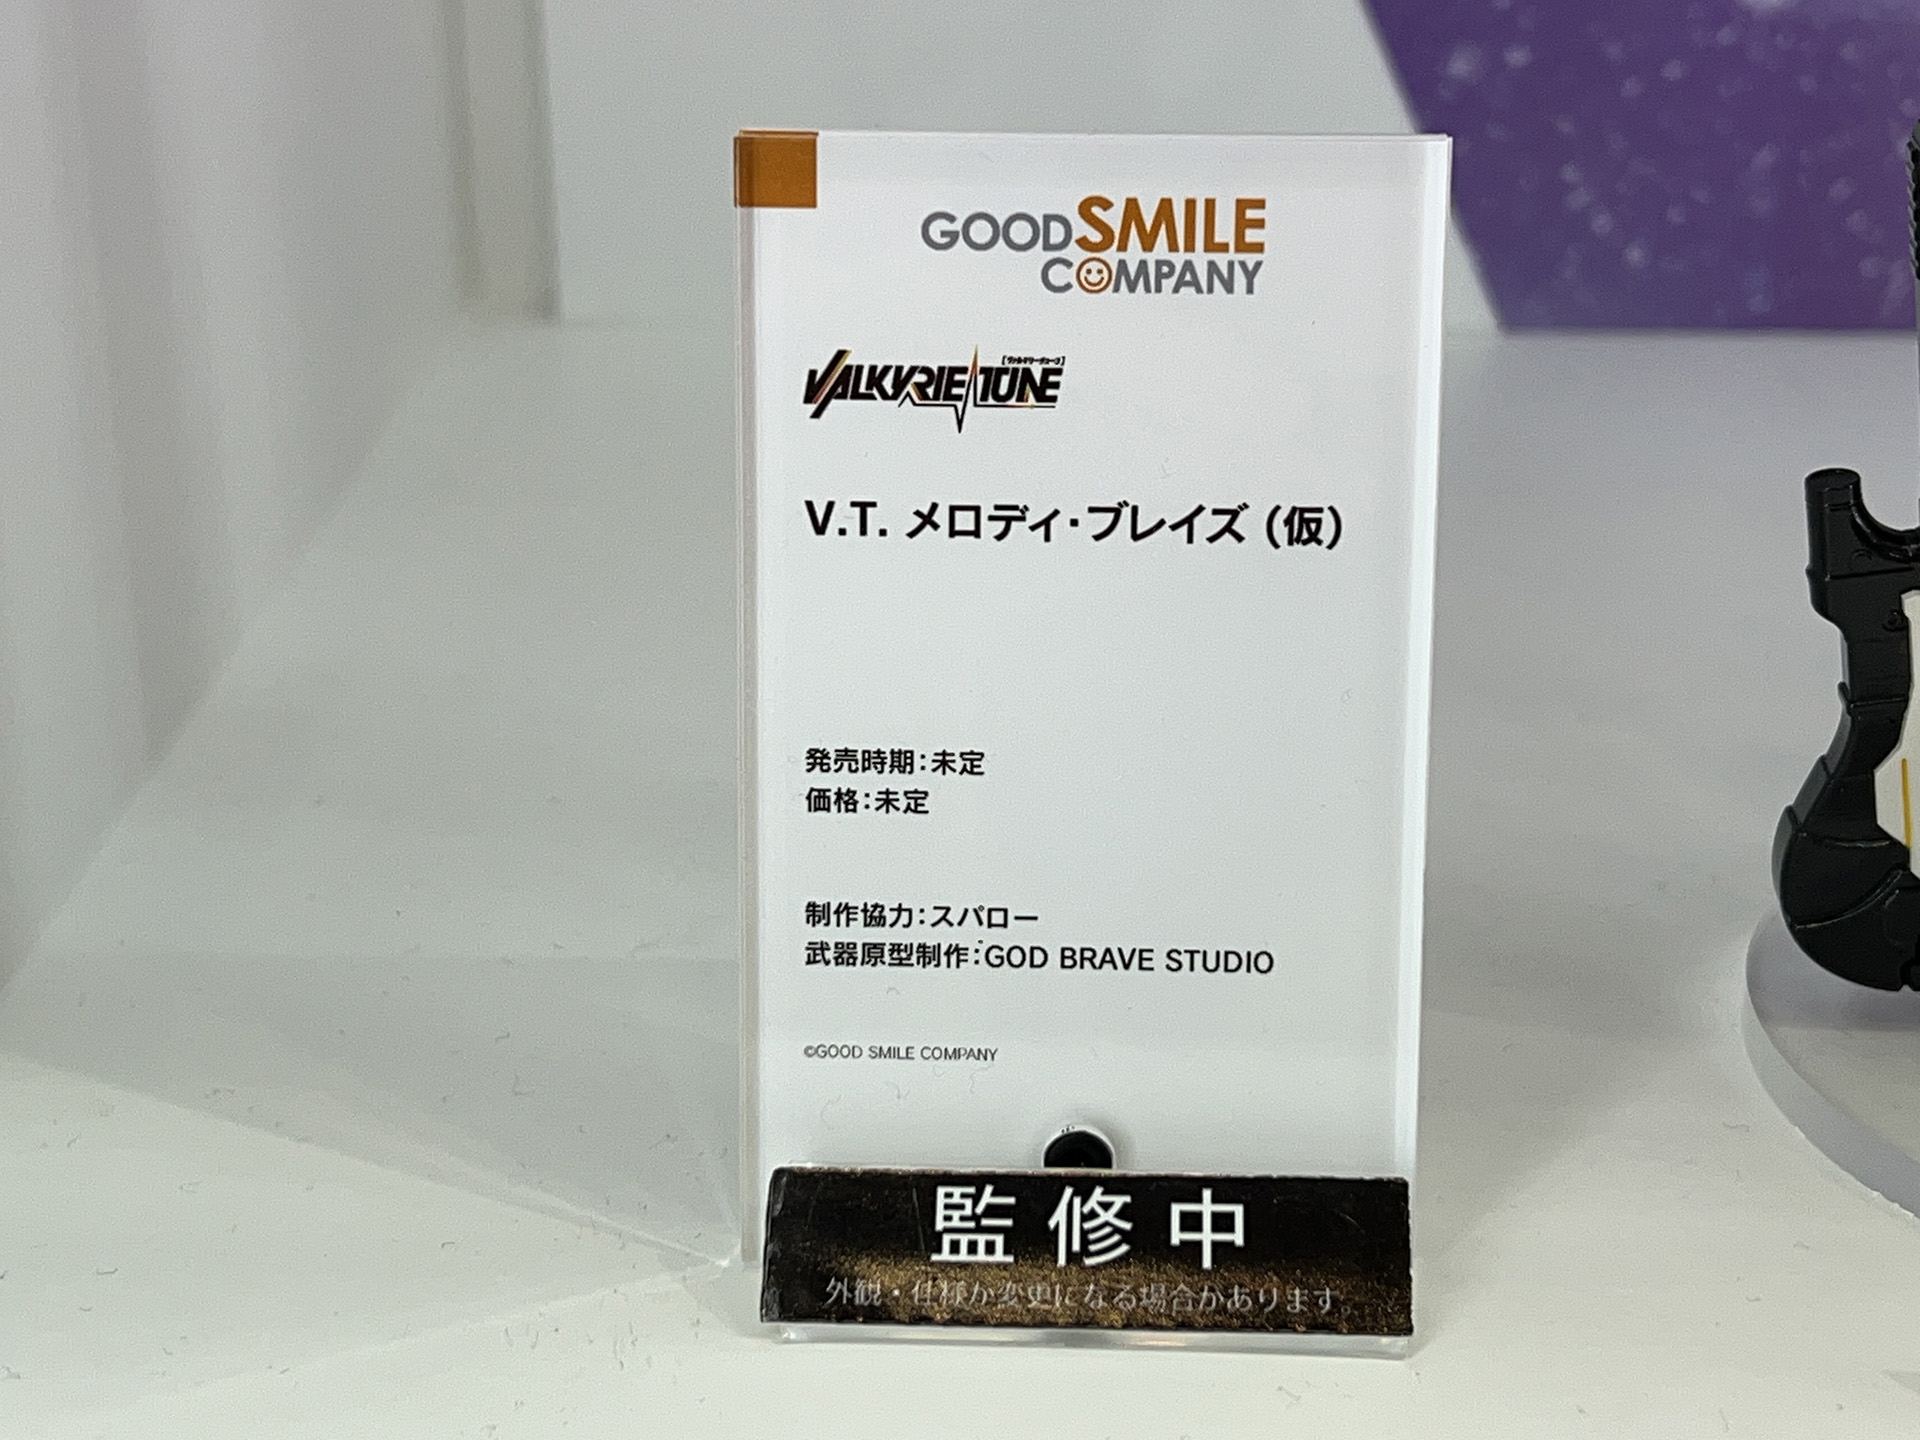 GOODSMILE
COMPANY
[ヴァルキリーチューン]
VALKYRIE TUNE
V.T. メロディ・ブレイズ (仮)
発売時期：未定
価格：未定
制作協力：スパロー
武器原型制作：GOD BRAVE STUDIO
©GOOD SMILE COMPANY
監修中
外観・仕様が変更になる場合があります。